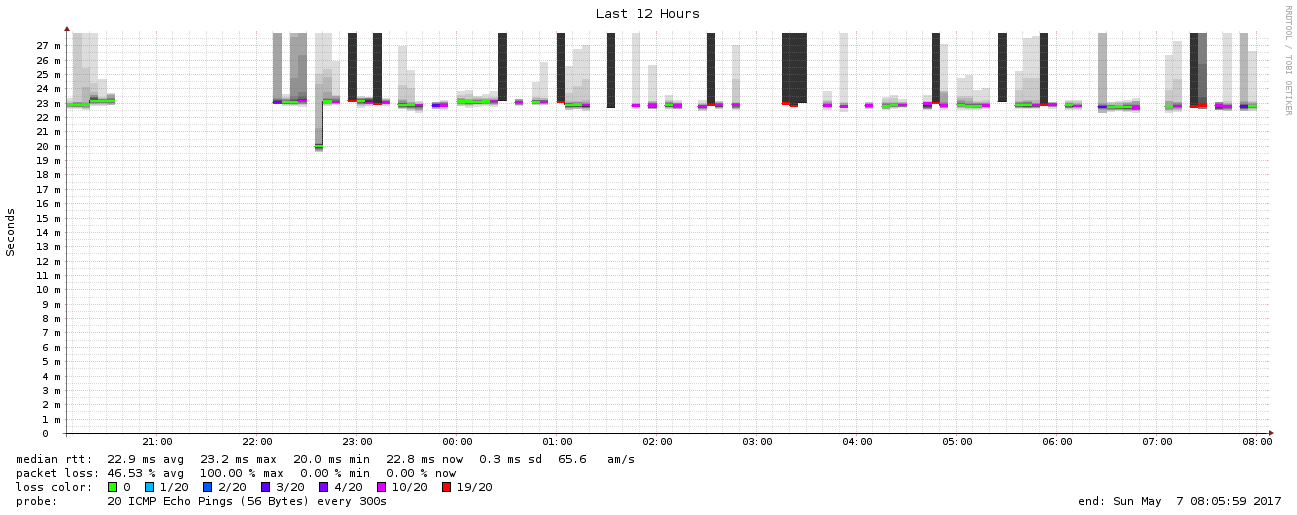 Last 12 Hours
RRDTOOL / TOBI OETIKER
27 m
26 m
25 m
24 m
23 m
22 m
21 m
20 m
19 m
18 m
17 m
16 m
15 m
14 m
13 m
12 m
11 m
10 m
9 m
8 m
7 m
6 m
5 m
4 m
3 m
2 m
1 m
0
Seconds
21:00 22:00 23:00 00:00 01:00 02:00 03:00 04:00 05:00 06:00 07:00 08:00
median rtt: 22.9 ms avg 23.2 ms max 20.0 ms min 22.8 ms now 0.3 ms sd 65.6 am/s
packet loss: 46.53 % avg 100.00 % max 0.00 % min 0.00 % now
loss color: 0 1/20 2/20 3/20 4/20 10/20 19/20
probe: 20 ICMP Echo Pings (56 Bytes) every 300s end: Sun May 7 08:05:59 2017